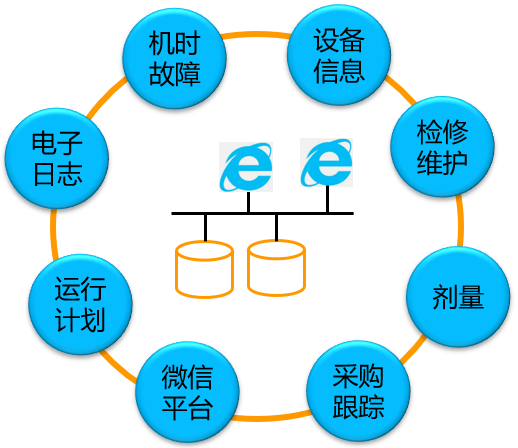 机时
故障
设备
信息
电子
日志
检修
维护
运行
计划
剂量
微信
平台
采购
跟踪